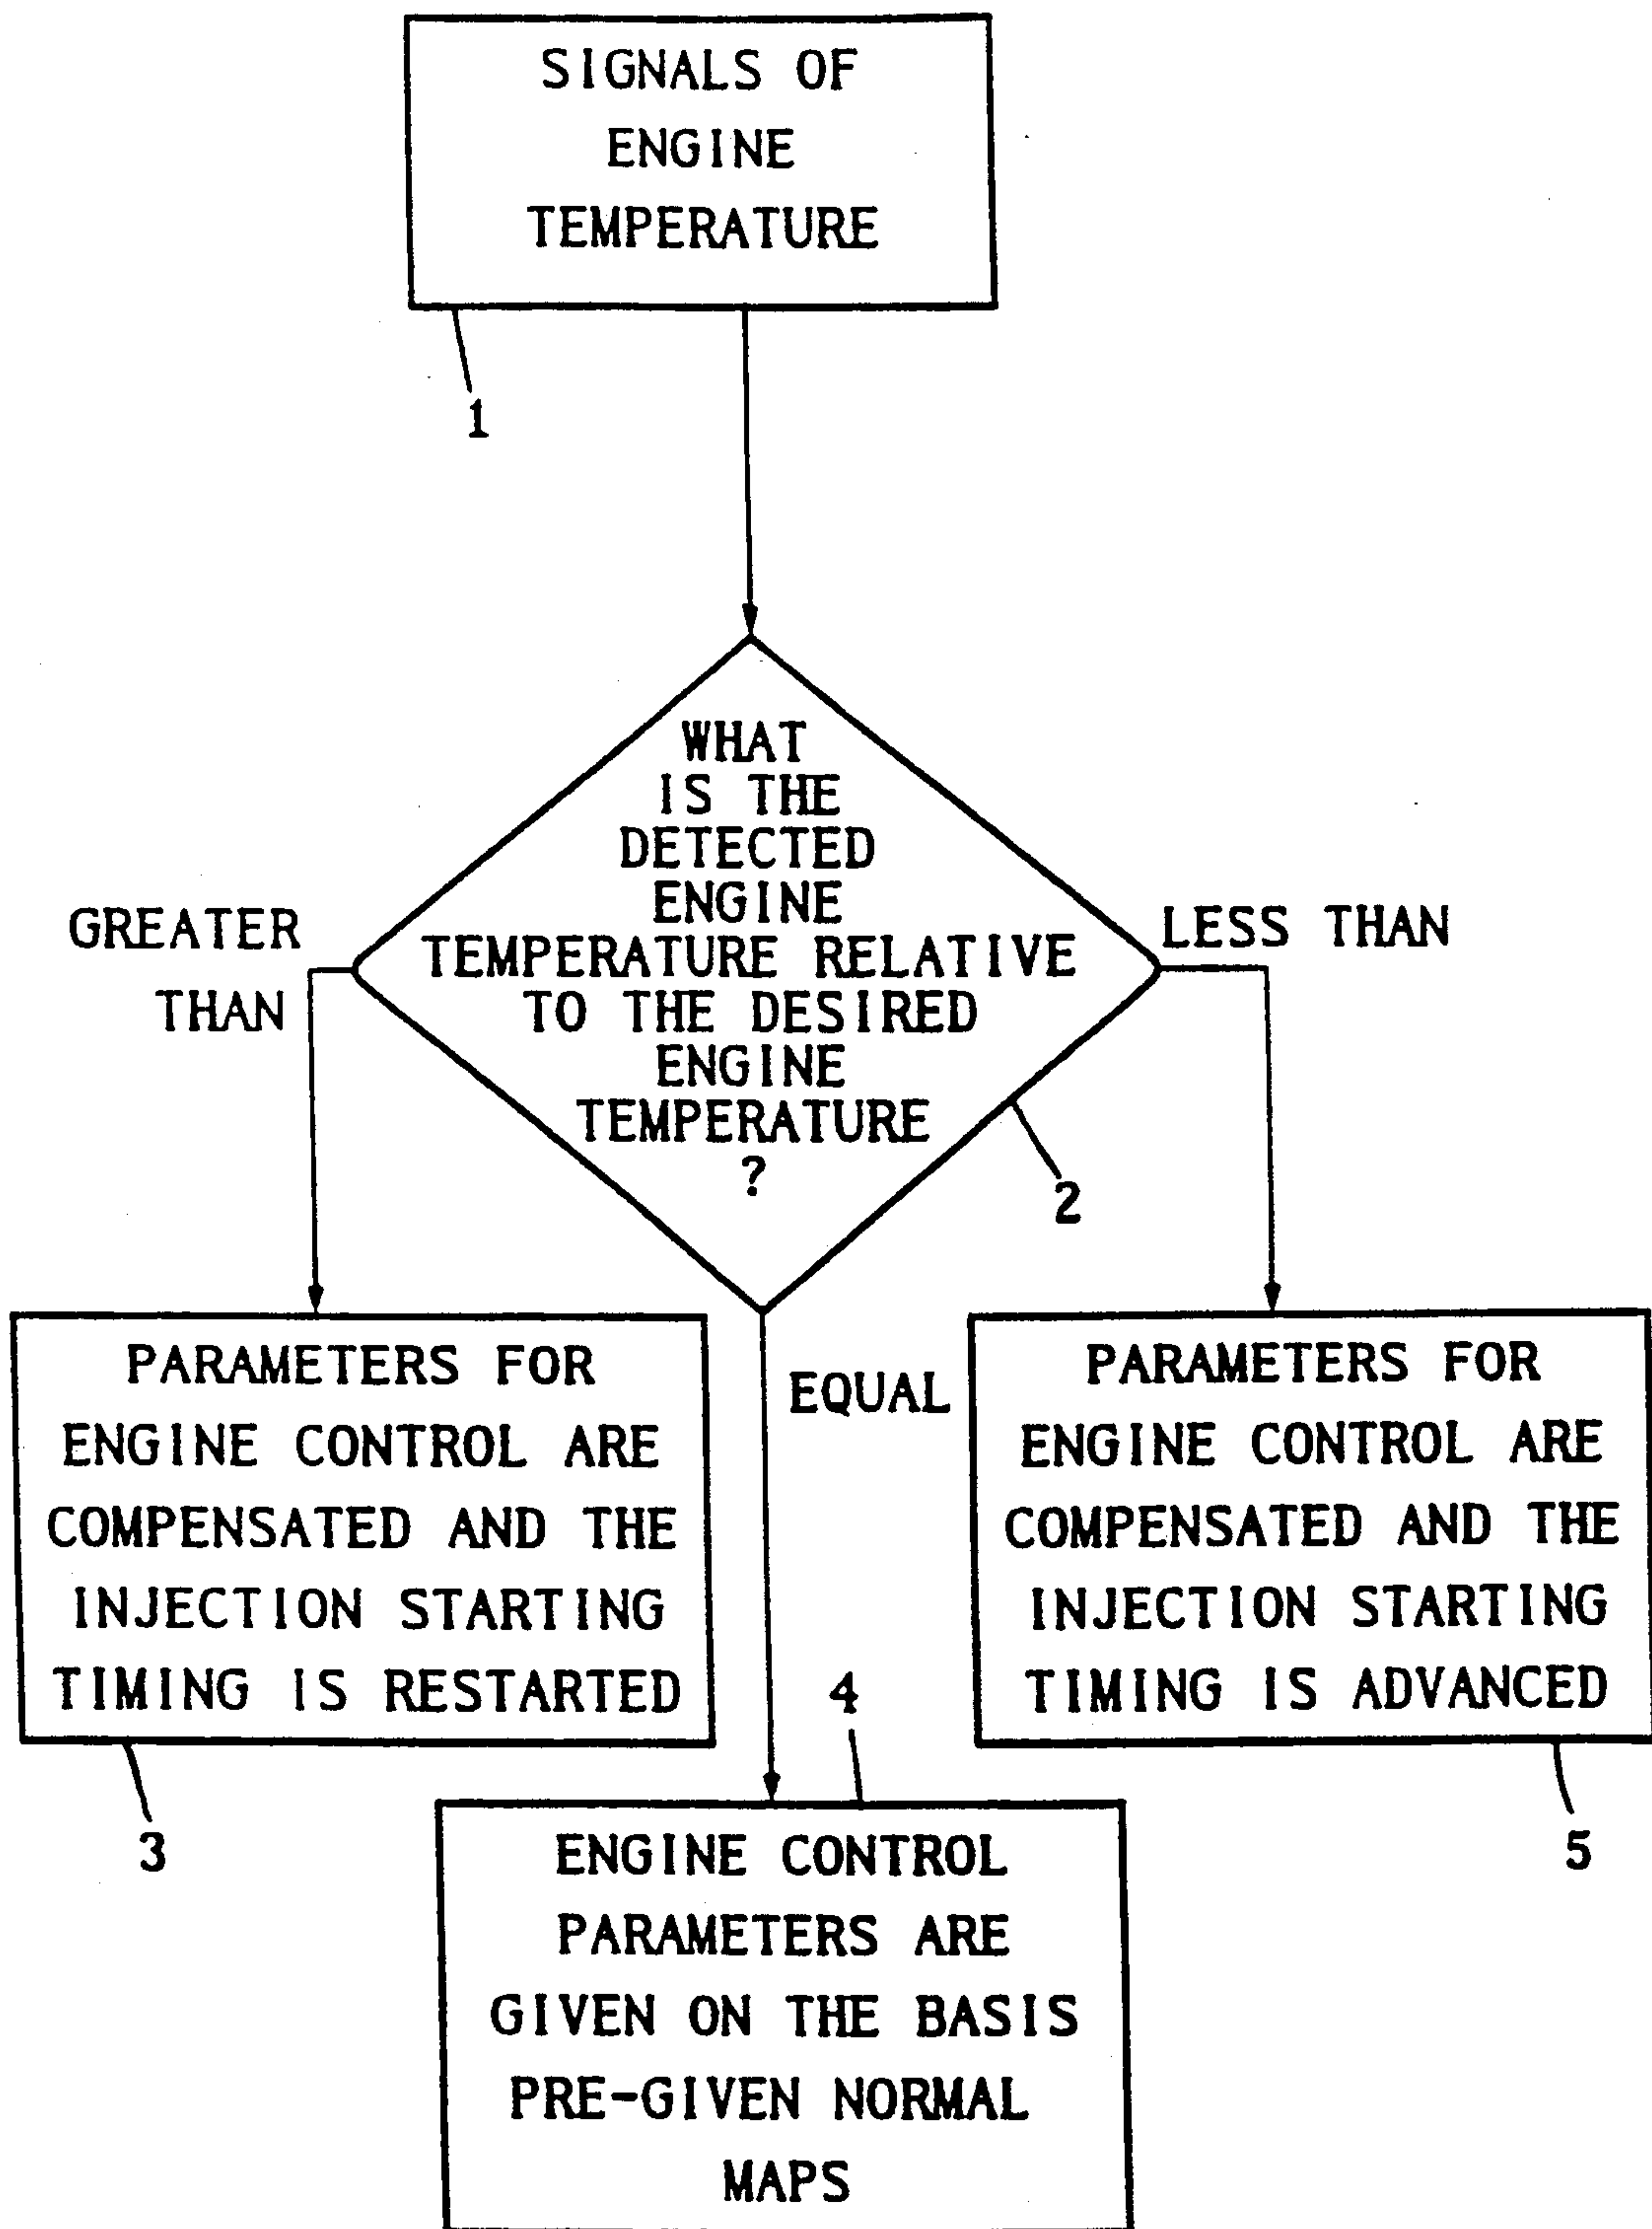 SIGNALS OF
ENGINE
TEMPERATURE
1
WHAT
IS THE
DETECTED
ENGINE
TEMPERATURE RELATIVE
TO THE DESIRED
ENGINE
TEMPERATURE
?
2
GREATER
THAN
LESS THAN
EQUAL
PARAMETERS FOR
ENGINE CONTROL ARE
COMPENSATED AND THE
INJECTION STARTING
TIMING IS RESTARTED
3
4
ENGINE CONTROL
PARAMETERS ARE
GIVEN ON THE BASIS
PRE-GIVEN NORMAL
MAPS
PARAMETERS FOR
ENGINE CONTROL ARE
COMPENSATED AND THE
INJECTION STARTING
TIMING IS ADVANCED
5